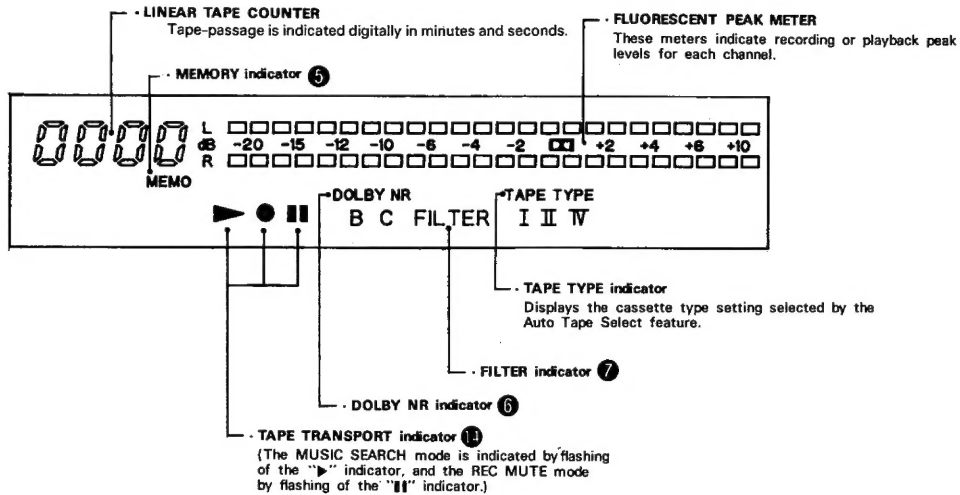 · LINEAR TAPE COUNTER
Tape-passage is indicated digitally in minutes and seconds.
· FLUORESCENT PEAK METER
These meters indicate recording or playback peak
levels for each channel.
· MEMORY indicator 5
0000
L
dB -20 -15 -12 -10 -6 -4 -2 +2 +4 +6 +10
R
MEMO
DOLBY NR
TAPE TYPE
B C FILTER I II IV
· TAPE TYPE indicator
Displays the cassette type setting selected by the
Auto Tape Select feature.
· FILTER indicator 7
· DOLBY NR indicator 6
· TAPE TRANSPORT indicator 14
(The MUSIC SEARCH mode is indicated by flashing
of the "▶" indicator, and the REC MUTE mode
by flashing of the "▮▮" indicator.)